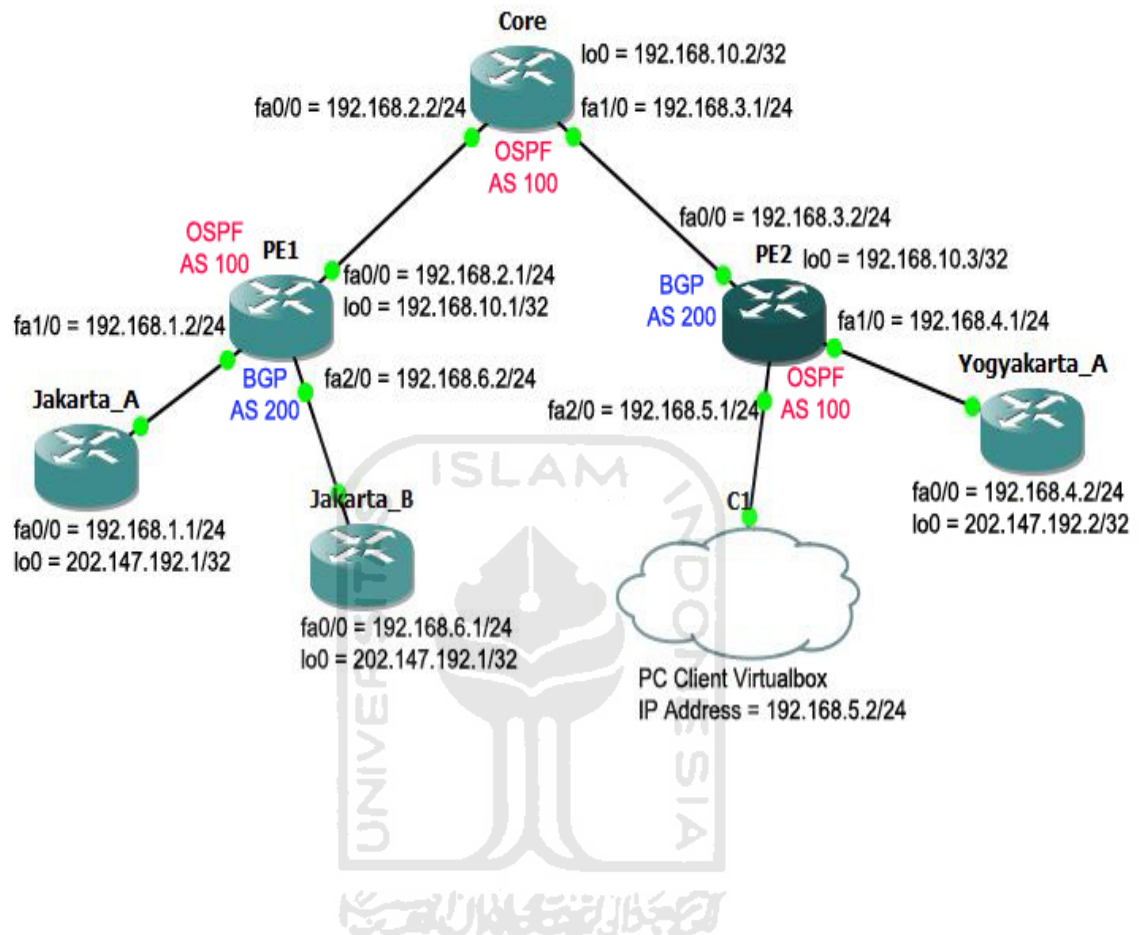 Core
lo0 = 192.168.10.2/32
fa0/0 = 192.168.2.2/24
fa1/0 = 192.168.3.1/24
OSPF
AS 100
fa0/0 = 192.168.3.2/24
OSPF
AS 100
PE1
PE2
lo0 = 192.168.10.3/32
fa0/0 = 192.168.2.1/24
lo0 = 192.168.10.1/32
BGP
AS 200
fa1/0 = 192.168.1.2/24
fa1/0 = 192.168.4.1/24
BGP
AS 200
fa2/0 = 192.168.6.2/24
OSPF
AS 100
Yogyakarta_A
Jakarta_A
fa2/0 = 192.168.5.1/24
Jakarta_B
C1
fa0/0 = 192.168.4.2/24
lo0 = 202.147.192.2/32
fa0/0 = 192.168.1.1/24
lo0 = 202.147.192.1/32
fa0/0 = 192.168.6.1/24
lo0 = 202.147.192.1/32
PC Client Virtualbox
IP Address = 192.168.5.2/24
UNIVERSITAS
ISLAM
INDONESIA